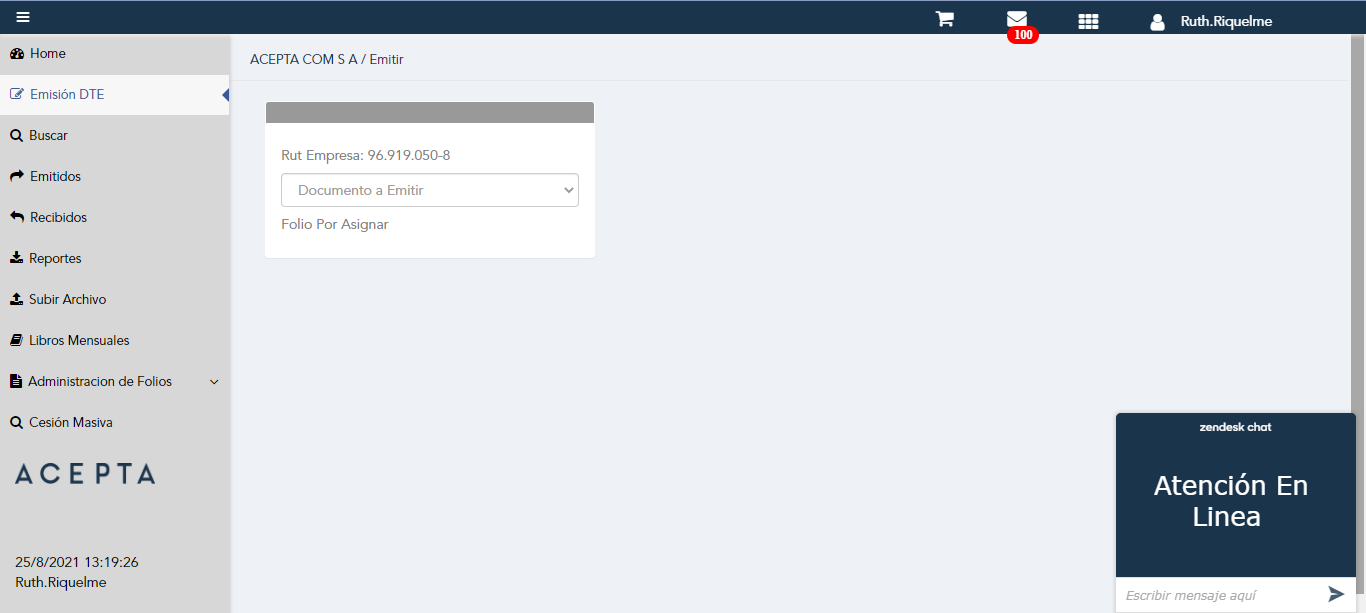 100
Ruth.Riquelme
Home
Emisión DTE
Buscar
Emitidos
Recibidos
Reportes
Subir Archivo
Libros Mensuales
Administracion de Folios
Cesión Masiva
ACEPTA
25/8/2021 13:19:26
Ruth.Riquelme
ACEPTA COM S A / Emitir
Rut Empresa: 96.919.050-8
Documento a Emitir
Folio Por Asignar
zendesk chat
Atención En
Linea
Escribir mensaje aquí